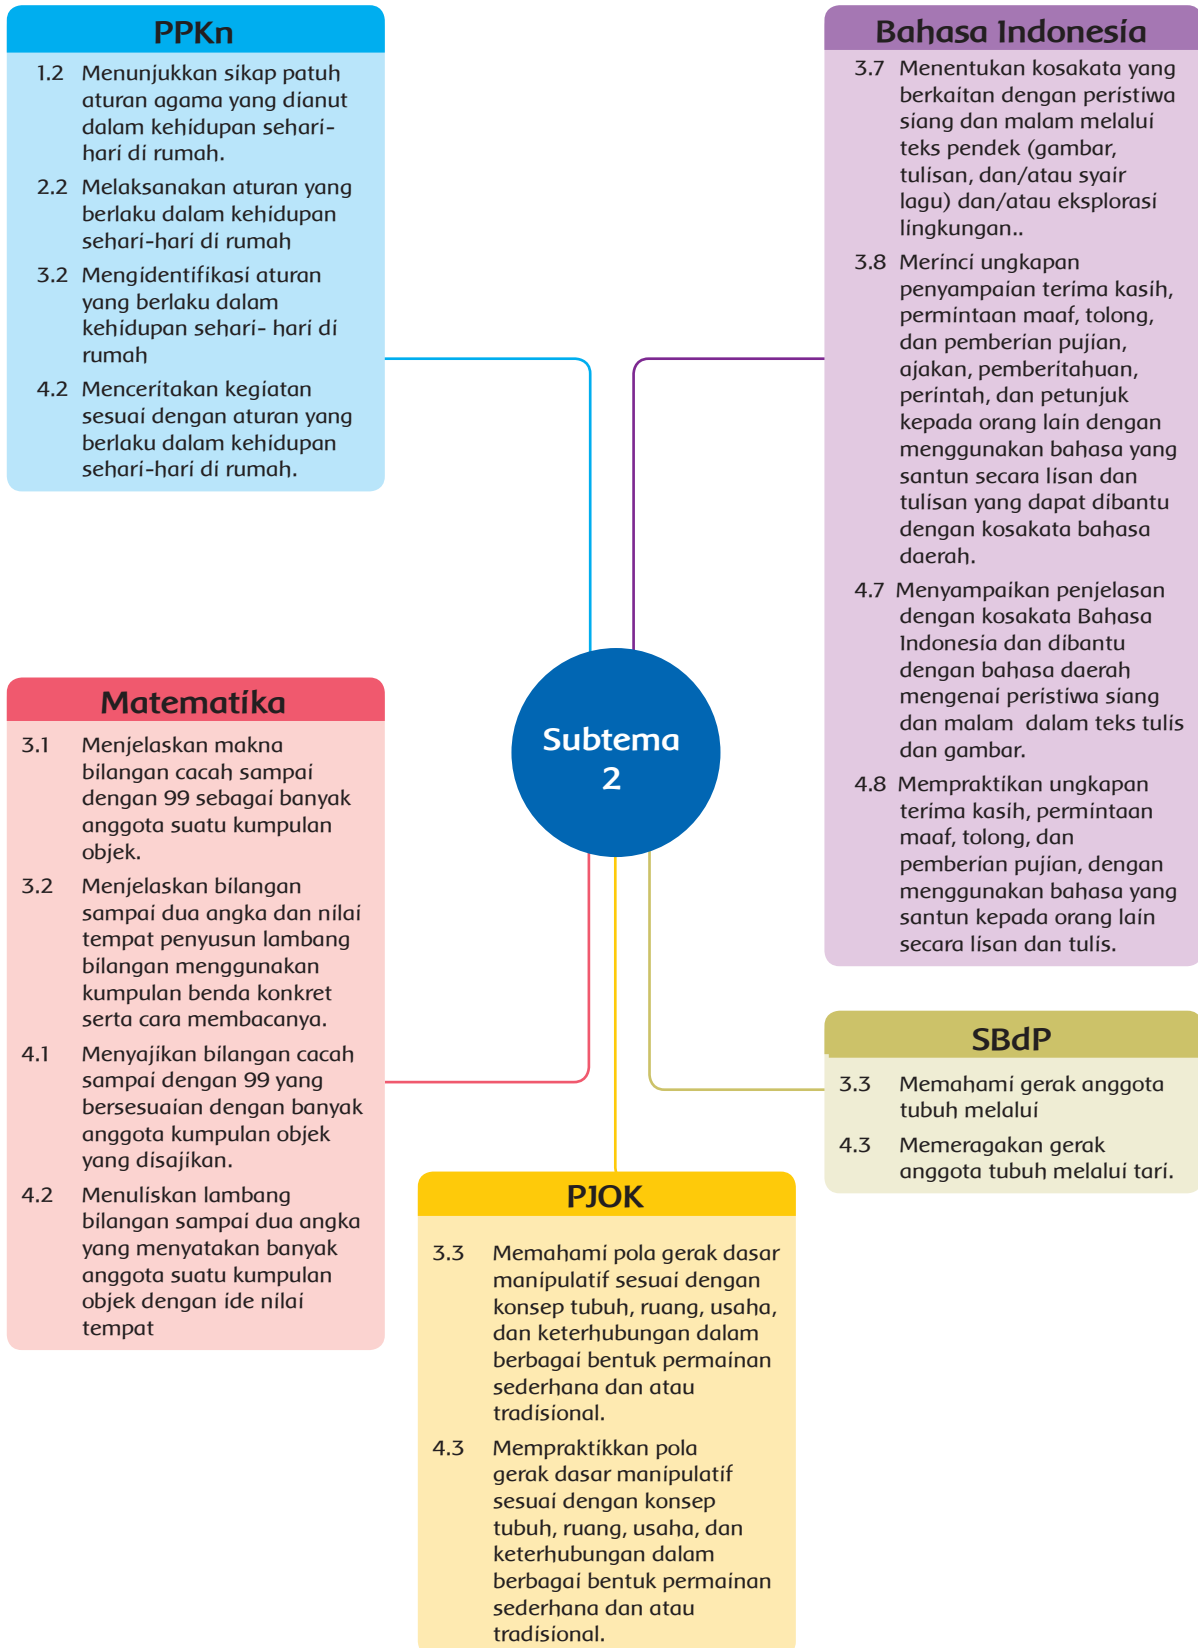 PPKn
1.2 Menunjukkan sikap patuh
aturan agama yang dianut
dalam kehidupan sehari-
hari di rumah.
2.2 Melaksanakan aturan yang
berlaku dalam kehidupan
sehari-hari di rumah
3.2 Mengidentifikasi aturan
yang berlaku dalam
kehidupan sehari- hari di
rumah
4.2 Menceritakan kegiatan
sesuai dengan aturan yang
berlaku dalam kehidupan
sehari-hari di rumah.
Bahasa Indonesia
3.7 Menentukan kosakata yang
berkaitan dengan peristiwa
siang dan malam melalui
teks pendek (gambar,
tulisan, dan/atau syair
lagu) dan/atau eksplorasi
lingkungan..
3.8 Merinci ungkapan
penyampaian terima kasih,
permintaan maaf, tolong,
dan pemberian pujian,
ajakan, pemberitahuan,
perintah, dan petunjuk
kepada orang lain dengan
menggunakan bahasa yang
santun secara lisan dan
tulisan yang dapat dibantu
dengan kosakata bahasa
daerah.
4.7 Menyampaikan penjelasan
dengan kosakata Bahasa
Indonesia dan dibantu
dengan bahasa daerah
mengenai peristiwa siang
dan malam dalam teks tulis
dan gambar.
4.8 Mempraktikan ungkapan
terima kasih, permintaan
maaf, tolong, dan
pemberian pujian, dengan
menggunakan bahasa yang
santun kepada orang lain
secara lisan dan tulis.
Subtema
2
Matematika
3.1 Menjelaskan makna
bilangan cacah sampai
dengan 99 sebagai banyak
anggota suatu kumpulan
objek.
3.2 Menjelaskan bilangan
sampai dua angka dan nilai
tempat penyusun lambang
bilangan menggunakan
kumpulan benda konkret
serta cara membacanya.
4.1 Menyajikan bilangan cacah
sampai dengan 99 yang
bersesuaian dengan banyak
anggota kumpulan objek
yang disajikan.
4.2 Menuliskan lambang
bilangan sampai dua angka
yang menyatakan banyak
anggota suatu kumpulan
objek dengan ide nilai
tempat
SBdP
3.3 Memahami gerak anggota
tubuh melalui
4.3 Memeragakan gerak
anggota tubuh melalui tari.
PJOK
3.3 Memahami pola gerak dasar
manipulatif sesuai dengan
konsep tubuh, ruang, usaha,
dan keterhubungan dalam
berbagai bentuk permainan
sederhana dan atau
tradisional.
4.3 Mempraktikkan pola
gerak dasar manipulatif
sesuai dengan konsep
tubuh, ruang, usaha, dan
keterhubungan dalam
berbagai bentuk permainan
sederhana dan atau
tradisional.